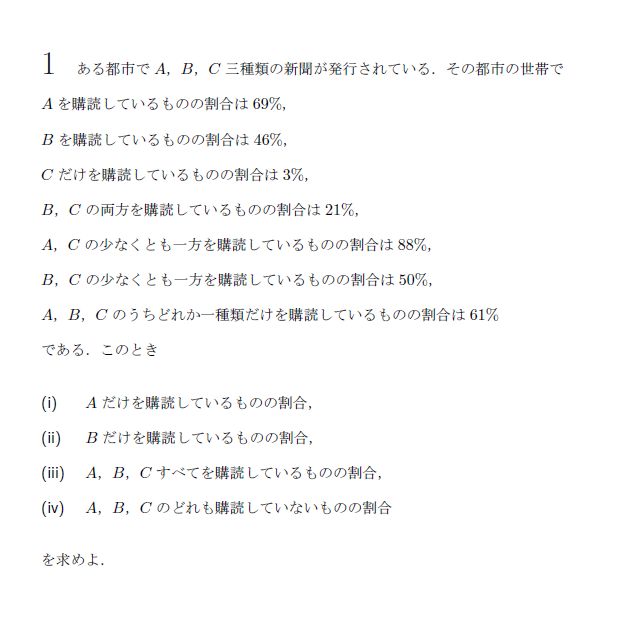 1 ある都市で A, B, C 三種類の新聞が発行されている．その都市の世帯で
A を購読しているものの割合は 69%,
B を購読しているものの割合は 46%,
C だけを購読しているものの割合は 3%,
B, C の両方を購読しているものの割合は 21%,
A, C の少なくとも一方を購読しているものの割合は 88%,
B, C の少なくとも一方を購読しているものの割合は 50%,
A, B, C のうちどれか一種類だけを購読しているものの割合は 61%
である．このとき
(i) A だけを購読しているものの割合,
(ii) B だけを購読しているものの割合,
(iii) A, B, C すべてを購読しているものの割合,
(iv) A, B, C のどれも購読していないものの割合
を求めよ．